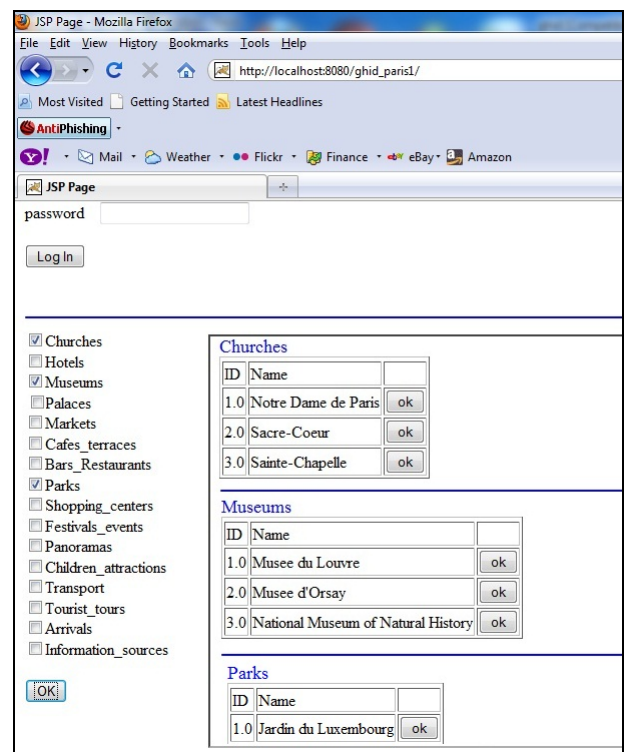 JSP Page - Mozilla Firefox
File Edit View History Bookmarks Tools Help
http://localhost:8080/ghid_paris1/
Most Visited Getting Started Latest Headlines
AntiPhishing
Y! Mail Weather Flickr Finance eBay Amazon
JSP Page
password
Log In
Churches
Hotels
Museums
Palaces
Markets
Cafes_terraces
Bars_Restaurants
Parks
Shopping_centers
Festivals_events
Panoramas
Children_attractions
Transport
Tourist_tours
Arrivals
Information_sources
OK
Churches
ID Name
1.0 Notre Dame de Paris ok
2.0 Sacre-Coeur ok
3.0 Sainte-Chapelle ok
Museums
ID Name
1.0 Musee du Louvre ok
2.0 Musee d'Orsay ok
3.0 National Museum of Natural History ok
Parks
ID Name
1.0 Jardin du Luxembourg ok